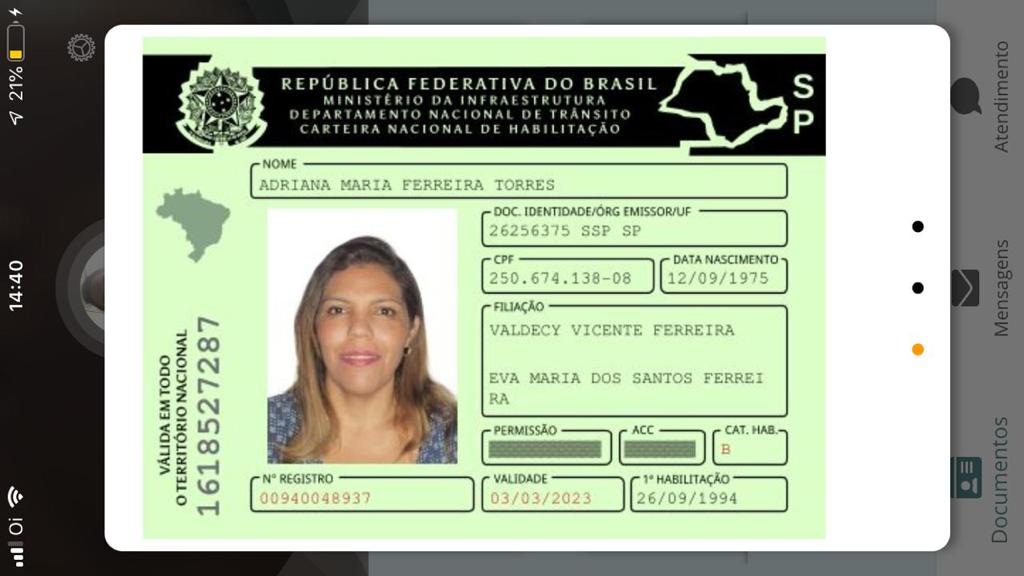 REPÚBLICA FEDERATIVA DO BRASIL
MINISTÉRIO DA INFRAESTRUTURA
DEPARTAMENTO NACIONAL DE TRÂNSITO
CARTEIRA NACIONAL DE HABILITAÇÃO
SP
NOME
ADRIANA MARIA FERREIRA TORRES
DOC. IDENTIDADE/ÓRG EMISSOR/UF
26256375 SSP SP
CPF
250.674.138-08
DATA NASCIMENTO
12/09/1975
FILIAÇÃO
VALDECY VICENTE FERREIRA
EVA MARIA DOS SANTOS FERREI
RA
PERMISSÃO
ACC
CAT. HAB.
B
Nº REGISTRO
00940048937
VALIDADE
03/03/2023
1º HABILITAÇÃO
26/09/1994
VÁLIDA EM TODO
O TERRITÓRIO NACIONAL
1618527287
Oi
14:40
21%
Documentos
Mensagens
Atendimento